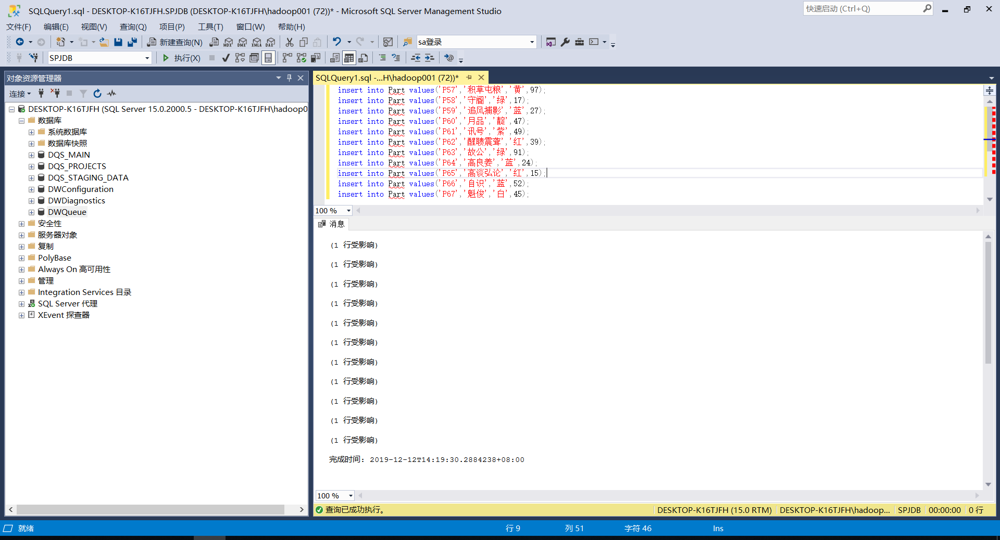 SQLQuery1.sql - DESKTOP-K16TJFH.SPJDB (DESKTOP-K16TJFH\hadoop001 (72))* - Microsoft SQL Server Management Studio
快速启动 (Ctrl+Q)
文件(F) 编辑(E) 视图(V) 查询(Q) 项目(P) 工具(T) 窗口(W) 帮助(H)
新建查询(N) MDX DMX XMLA DAX sa登录
SPJDB 执行(X)
对象资源管理器
连接
DESKTOP-K16TJFH (SQL Server 15.0.2000.5 - DESKTOP-K16TJFH\hadoop0
数据库
系统数据库
数据库快照
DQS_MAIN
DQS_PROJECTS
DQS_STAGING_DATA
DWConfiguration
DWDiagnostics
DWQueue
安全性
服务器对象
复制
PolyBase
Always On 高可用性
管理
Integration Services 目录
SQL Server 代理
XEvent 探查器
SQLQuery1.sql -...H\hadoop001 (72))*
insert into Part values('P57','积草屯粮','黄',97);
insert into Part values('P58','守阍','绿',17);
insert into Part values('P59','追风捕影','蓝',27);
insert into Part values('P60','月品','靛',47);
insert into Part values('P61','讯号','紫',49);
insert into Part values('P62','醒聩震聋','红',39);
insert into Part values('P63','故公','绿',91);
insert into Part values('P64','高良姜','蓝',24);
insert into Part values('P65','高谈弘论','红',15);
insert into Part values('P66','自识','蓝',52);
insert into Part values('P67','魁俊','白',45);
100 %
消息
(1 行受影响)
(1 行受影响)
(1 行受影响)
(1 行受影响)
(1 行受影响)
(1 行受影响)
(1 行受影响)
(1 行受影响)
(1 行受影响)
(1 行受影响)
(1 行受影响)
完成时间: 2019-12-12T14:19:30.2884238+08:00
100 %
查询已成功执行。 DESKTOP-K16TJFH (15.0 RTM) DESKTOP-K16TJFH\hadoop... SPJDB 00:00:00 0 行
就绪 行 9 列 51 字符 46 Ins